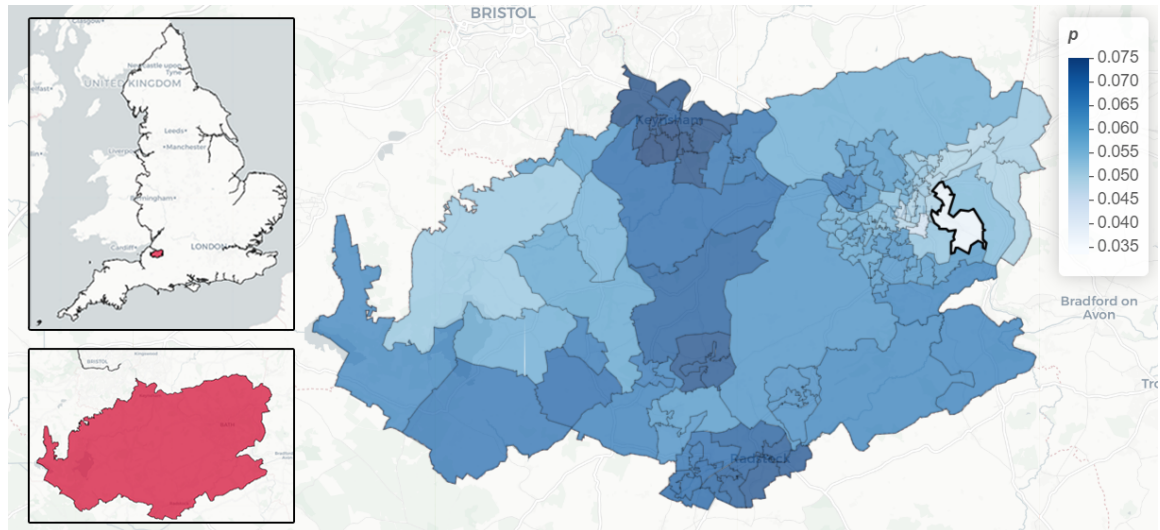 Glasgow•
Newcastle upon
Tyne
UNITED KINGDOM
Leeds•
•Manchester
Birmingham•
Cardiff•
LONDON
BRISTOL
Keynsham
Radstock
Bradford on
Avon
p
0.075
0.070
0.065
0.060
0.055
0.050
0.045
0.040
0.035
BRISTOL